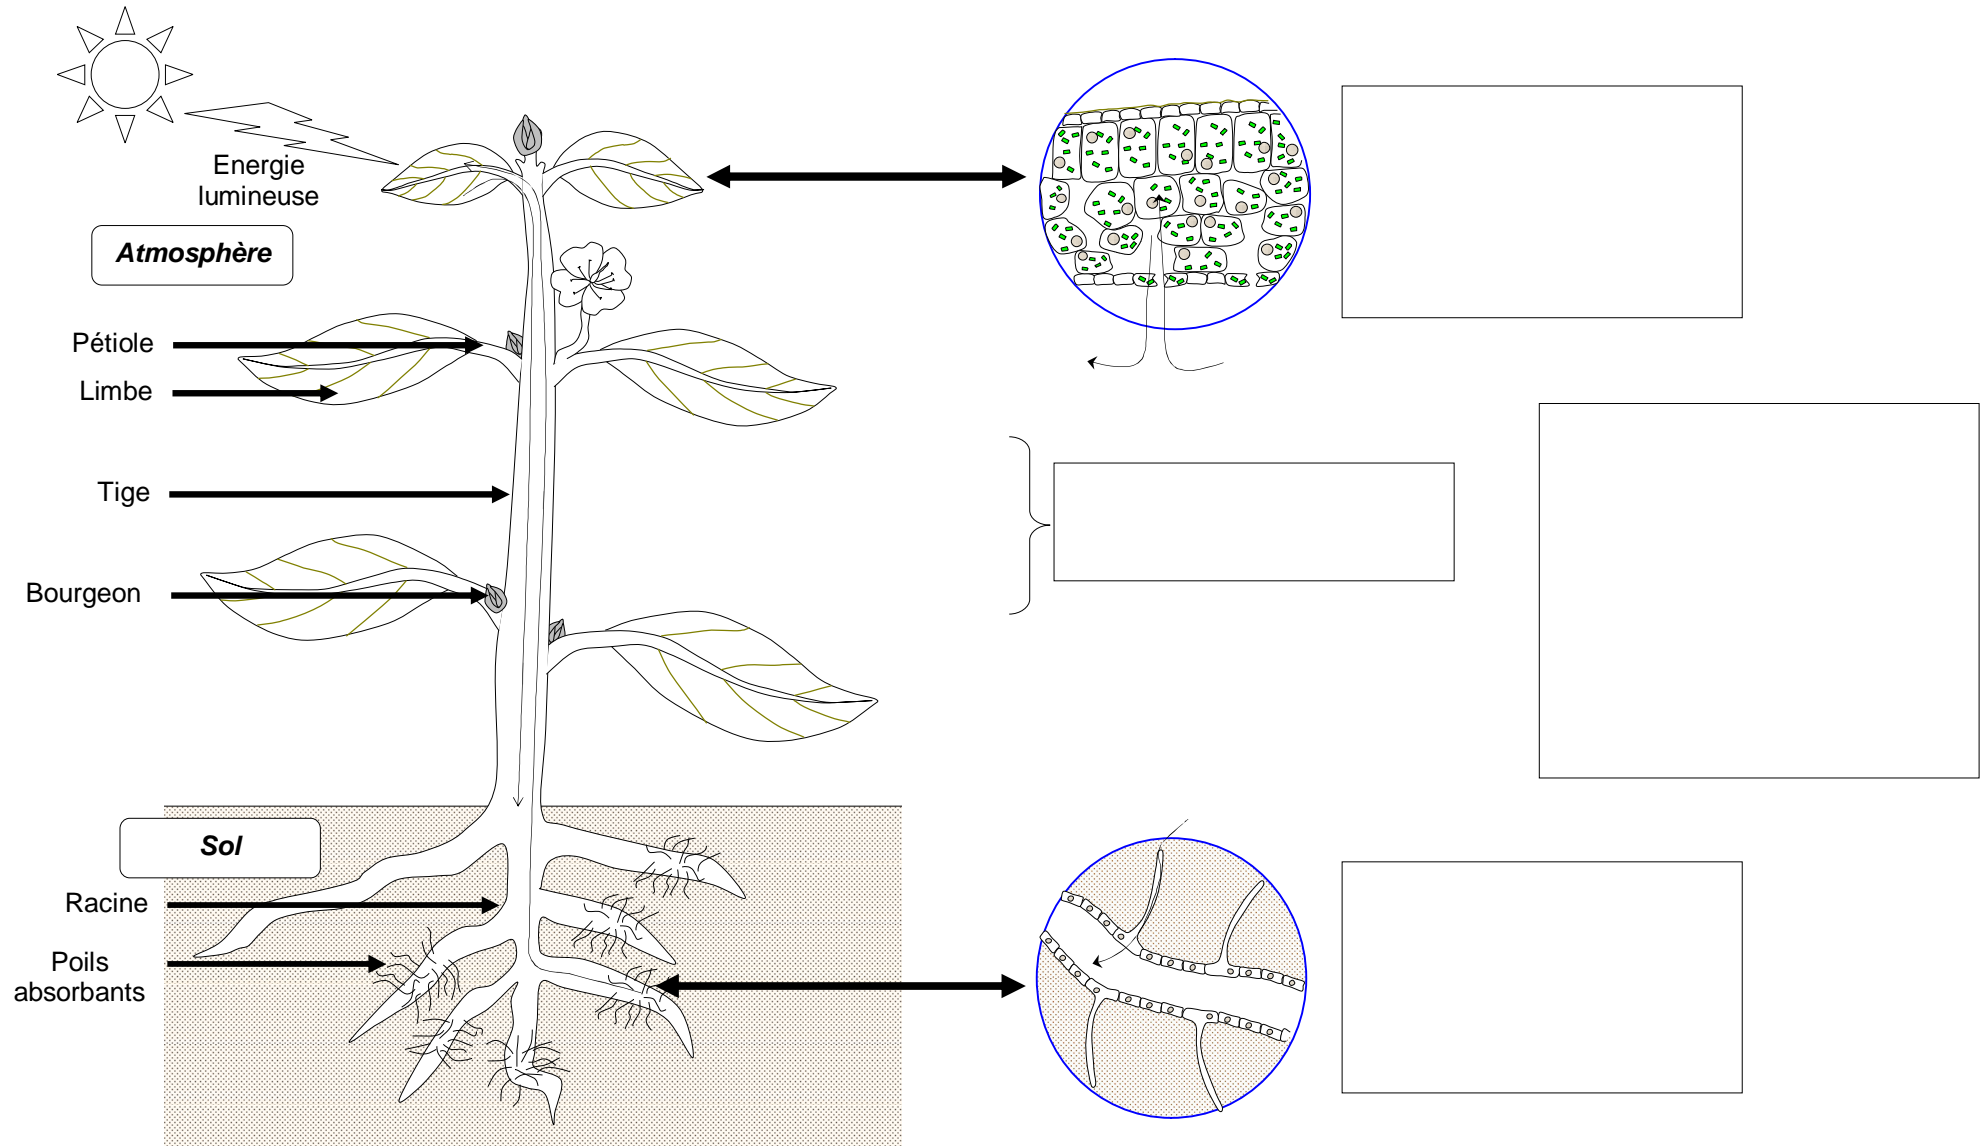 Energie
lumineuse
Atmosphère
Pétiole
Limbe
Tige
Bourgeon
Sol
Racine
Poils
absorbants